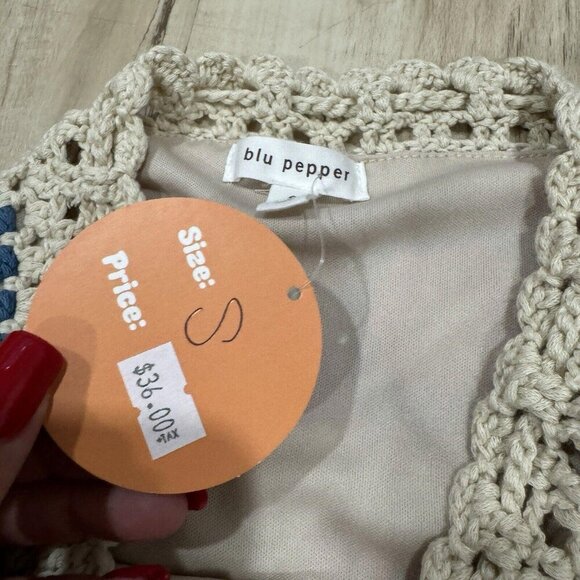 blu pepper
Size: S
Price:
$36.00
+TAX